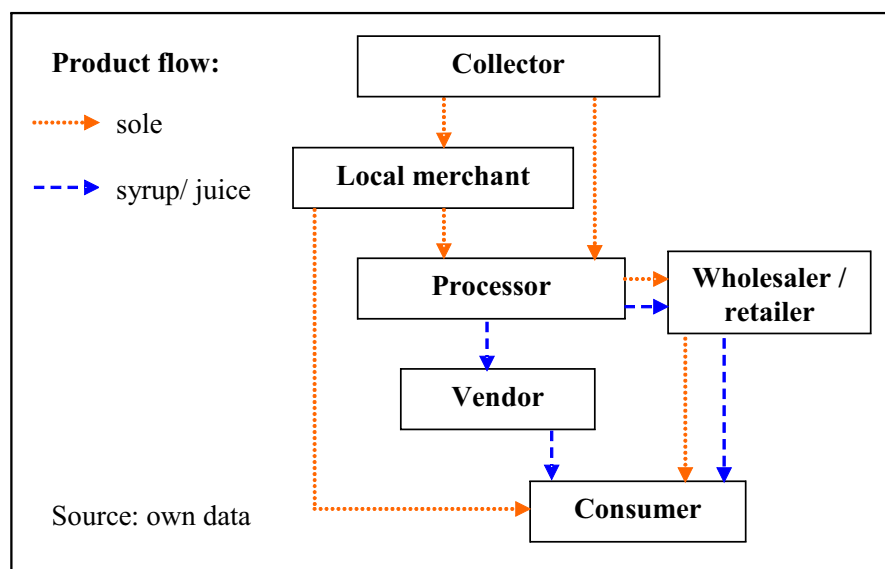 Product flow:
sole
syrup/ juice
Collector
Local merchant
Processor
Wholesaler /
retailer
Vendor
Consumer
Source: own data